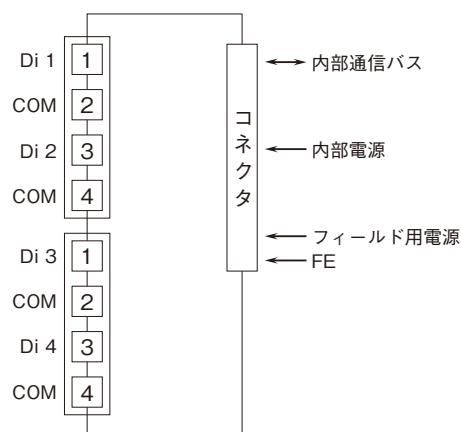 Di 1 1
COM 2
Di 2 3
COM 4
Di 3 1
COM 2
Di 4 3
COM 4
コネクタ
内部通信バス
内部電源
フィールド用電源
FE